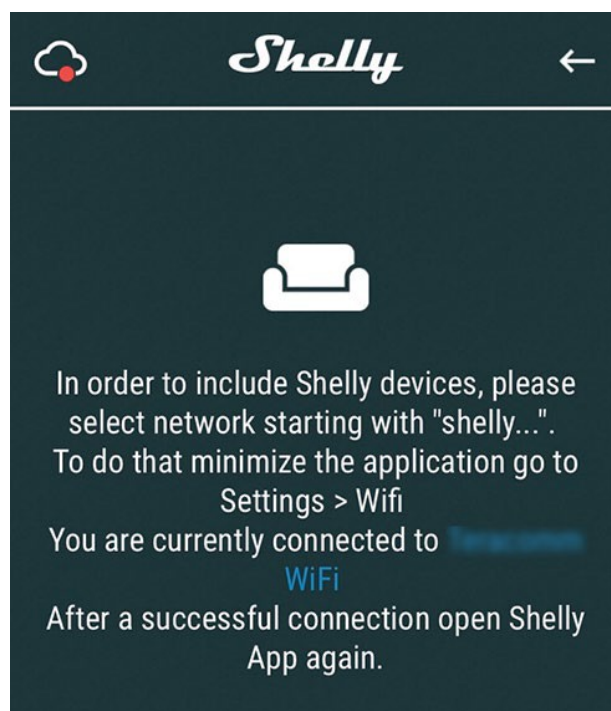 Shelly
In order to include Shelly devices, please
select network starting with "shelly...".
To do that minimize the application go to
Settings > Wifi
You are currently connected to
WiFi
After a successful connection open Shelly
App again.